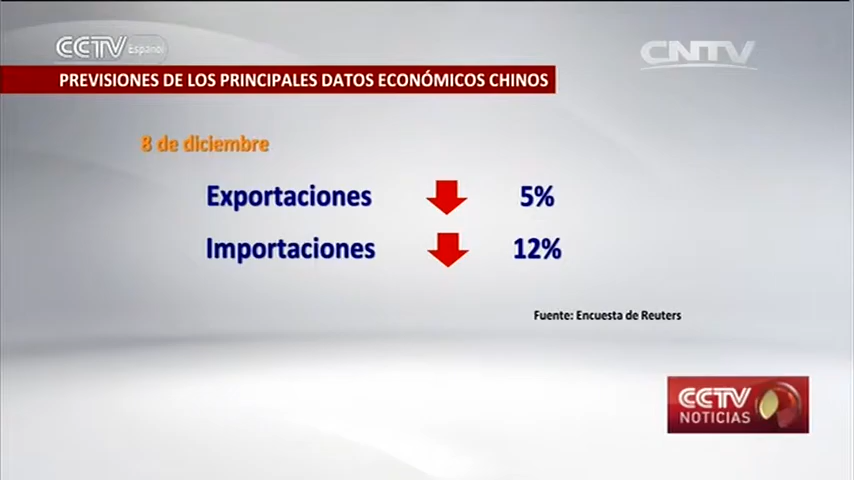 CCTV Español
CNTV
PREVISIONES DE LOS PRINCIPALES DATOS ECONÓMICOS CHINOS
8 de diciembre
Exportaciones 5%
Importaciones 12%
Fuente: Encuesta de Reuters
CCTV
NOTICIAS